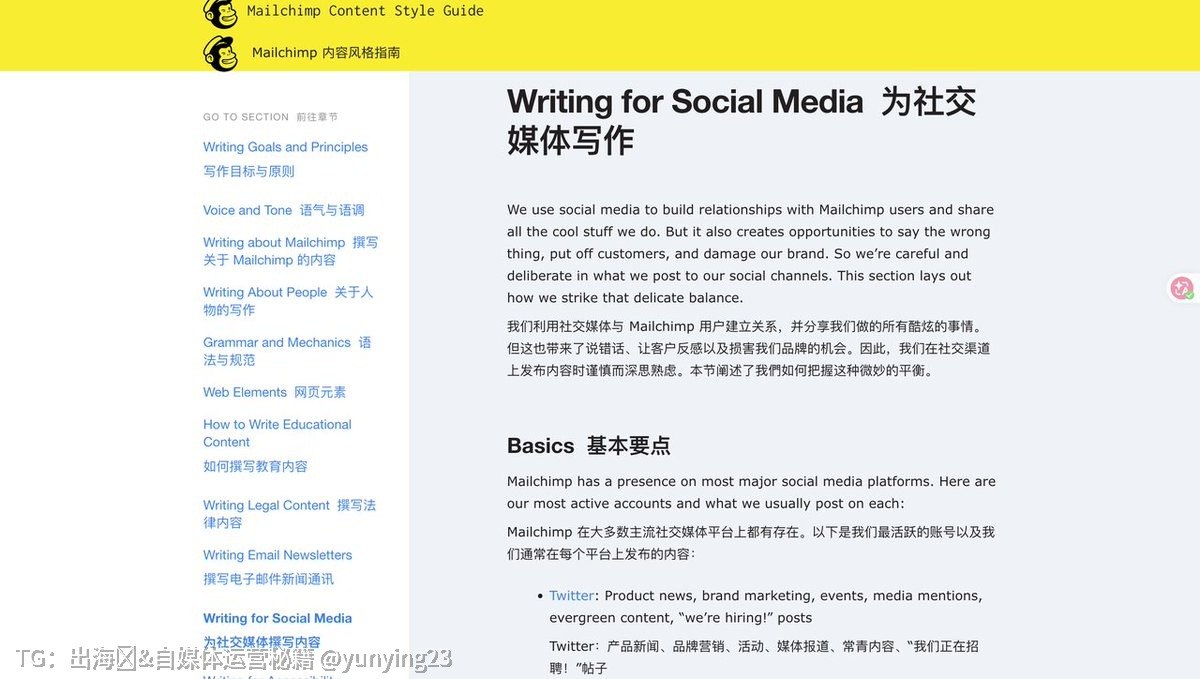 Mailchimp Content Style Guide
Mailchimp 内容风格指南
GO TO SECTION 前往章节
Writing Goals and Principles
写作目标与原则
Voice and Tone 语气与语调
Writing about Mailchimp 撰写
关于 Mailchimp 的内容
Writing About People 关于人
物的写作
Grammar and Mechanics 语
法与规范
Web Elements 网页元素
How to Write Educational
Content
如何撰写教育内容
Writing Legal Content 撰写法
律内容
Writing Email Newsletters
撰写电子邮件新闻通讯
Writing for Social Media
为社交媒体撰写内容
Writing for Social Media 为社交
媒体写作
We use social media to build relationships with Mailchimp users and share
all the cool stuff we do. But it also creates opportunities to say the wrong
thing, put off customers, and damage our brand. So we’re careful and
deliberate in what we post to our social channels. This section lays out
how we strike that delicate balance.
我们利用社交媒体与 Mailchimp 用户建立关系，并分享我们做的所有酷炫的事情。
但这也带来了说错话、让客户反感以及损害我们品牌的机会。因此，我们在社交渠道
上发布内容时谨慎而深思熟虑。本节阐述了我們如何把握这种微妙的平衡。
Basics 基本要点
Mailchimp has a presence on most major social media platforms. Here are
our most active accounts and what we usually post on each:
Mailchimp 在大多数主流社交媒体平台上都有存在。以下是我们最活跃的账号以及我
们通常在每个平台上发布的内容：
• Twitter: Product news, brand marketing, events, media mentions,
evergreen content, “we’re hiring!” posts
Twitter：产品新闻、品牌营销、活动、媒体报道、常青内容、“我们正在招
聘！”帖子
TG：出海&自媒体运营秘籍 @yunying23